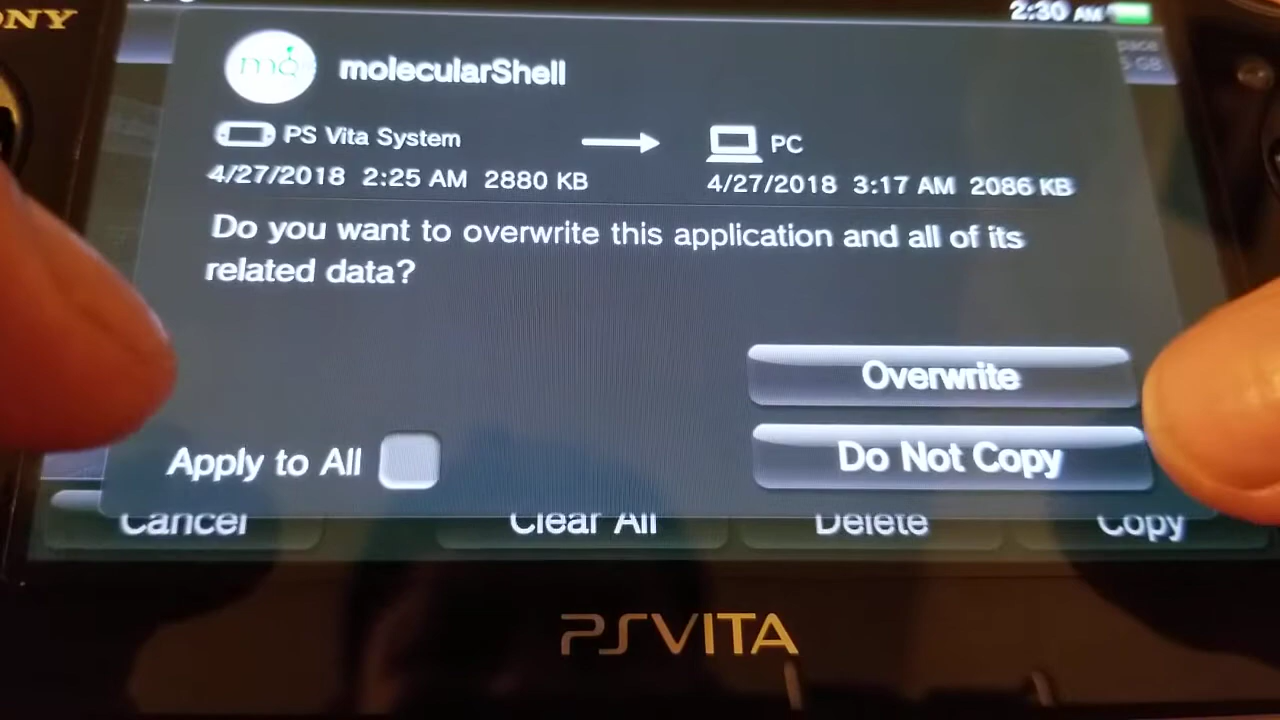 2:30 AM
molecularShell
PS Vita System
PC
4/27/2018 2:25 AM 2880 KB
4/27/2018 3:17 AM 2086 KB
Do you want to overwrite this application and all of its
related data?
Overwrite
Do Not Copy
Apply to All
Cancel
Clear All
Delete
Copy
PSVITA